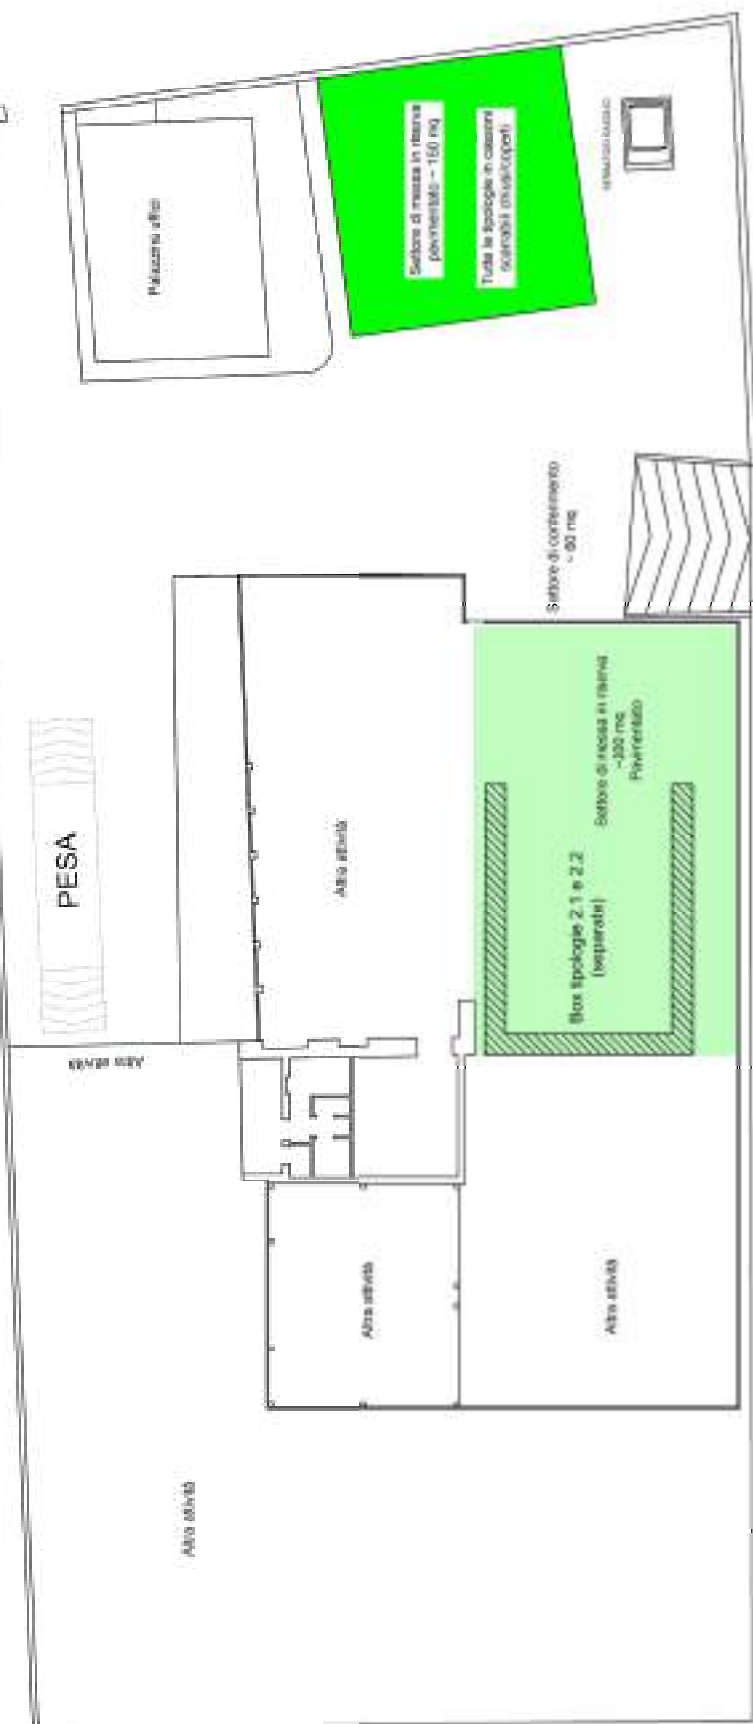 Palazzina uffici
Settore di messa in riserva
pavimentato ~ 150 mq
Tutte le tipologie in cassoni
scarrabili chiusi/coperti
Settore di conferimento
~ 60 mq
PESA
Altra attività
Altra attività
Settore di messa in riserva
~200 mq
Pavimentato
Box tipologie 2.1 e 2.2
(separate)
Altra attività
Altra attività
Altra attività